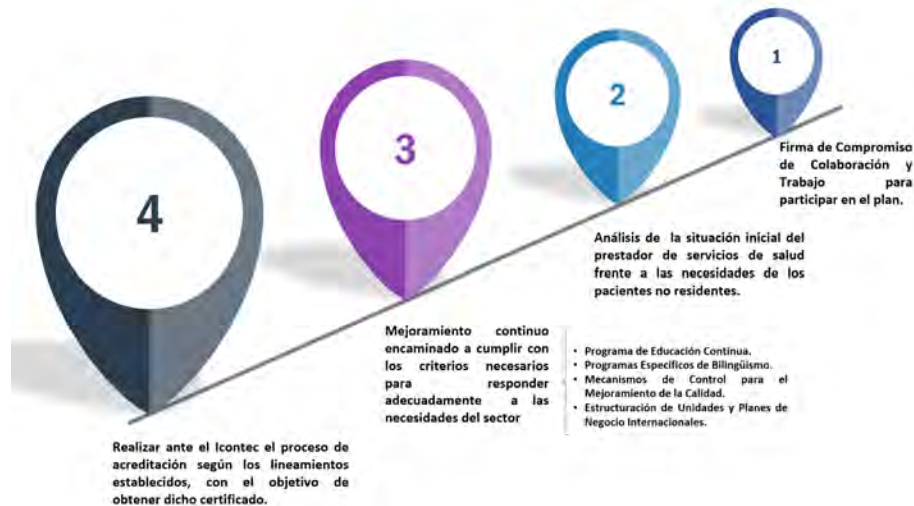 1
Firma de Compromiso
de Colaboración y
Trabajo para
participar en el plan.
2
Análisis de la situación inicial del
prestador de servicios de salud
frente a las necesidades de los
pacientes no residentes.
3
Mejoramiento continuo
encaminado a cumplir con
los criterios necesarios
para responder
adecuadamente a las
necesidades del sector
• Programa de Educación Continua.
• Programas Específicos de Bilingüismo.
• Mecanismos de Control para el
Mejoramiento de la Calidad.
• Estructuración de Unidades y Planes de
Negocio Internacionales.
4
Realizar ante el Icontec el proceso de
acreditación según los lineamientos
establecidos, con el objetivo de
obtener dicho certificado.